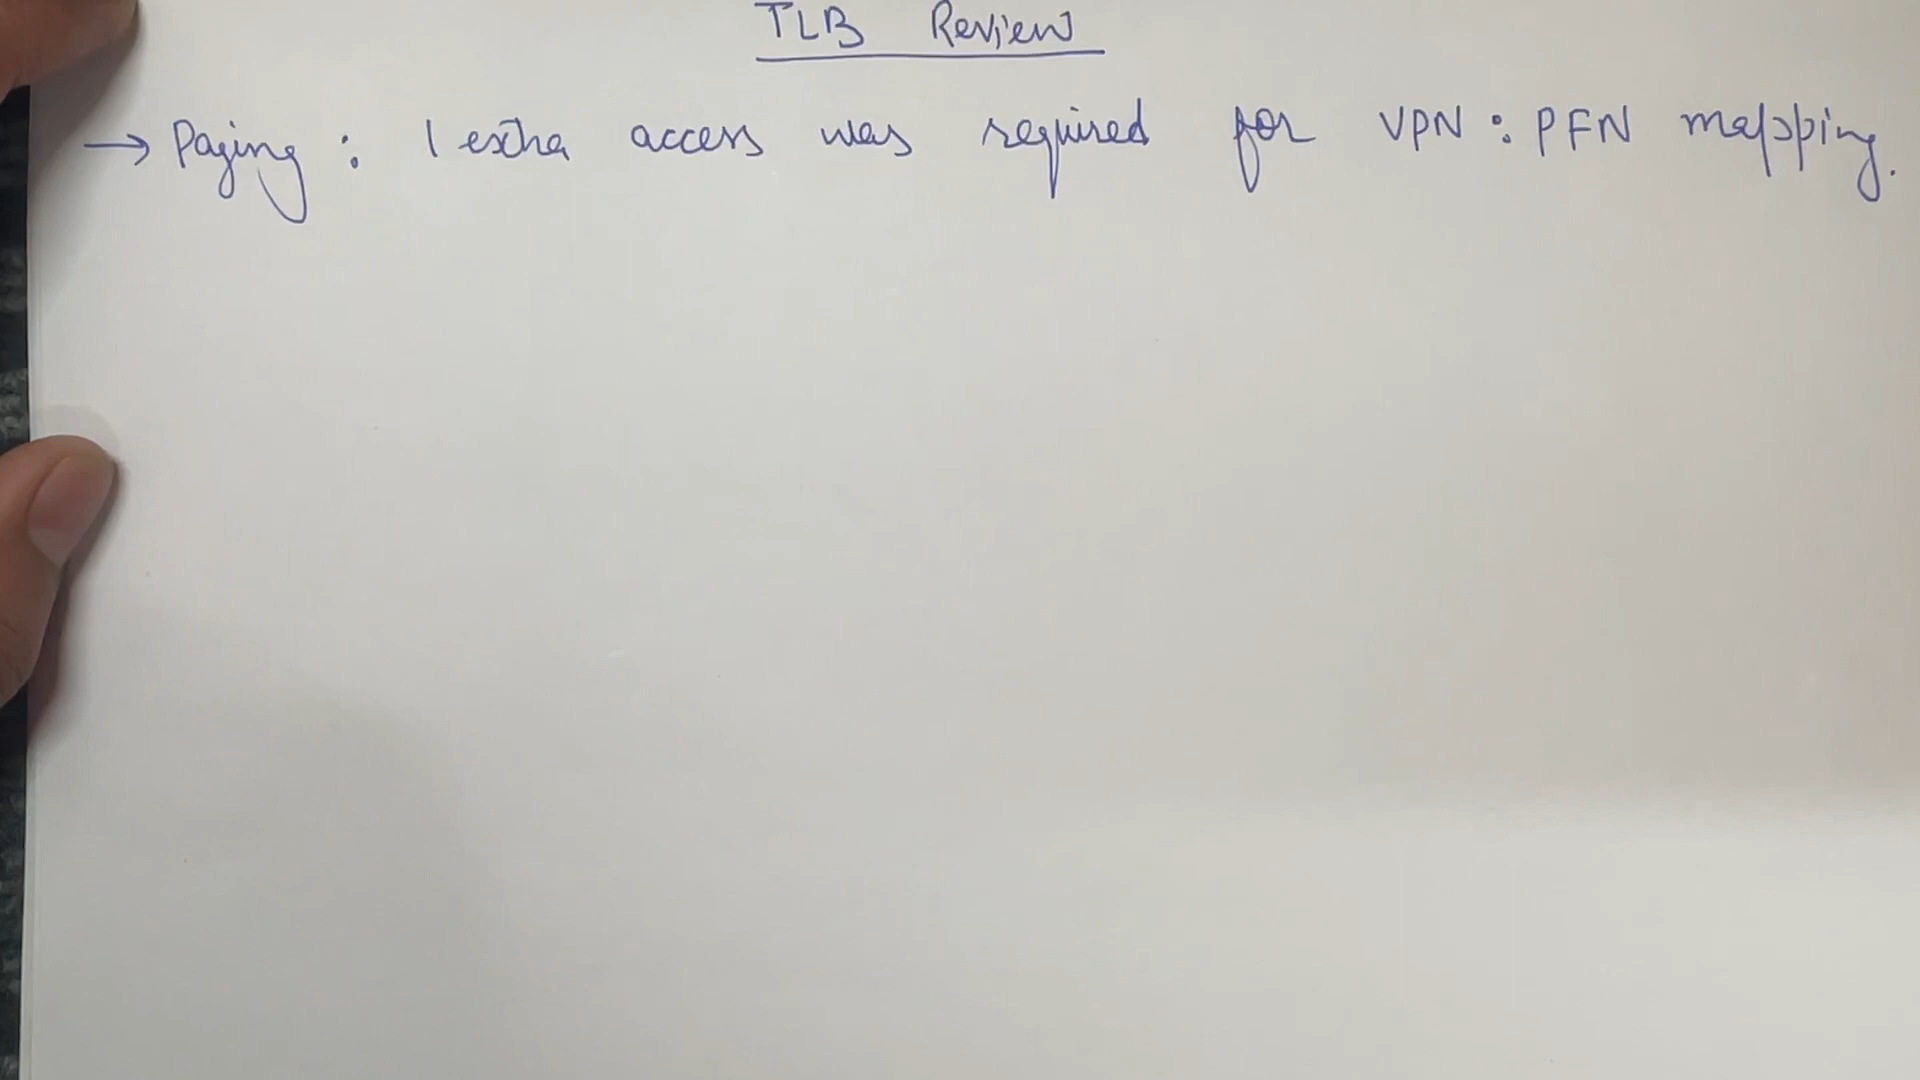 TLB Review
→ Paging : 1 extra access was required for VPN : PFN mapping.